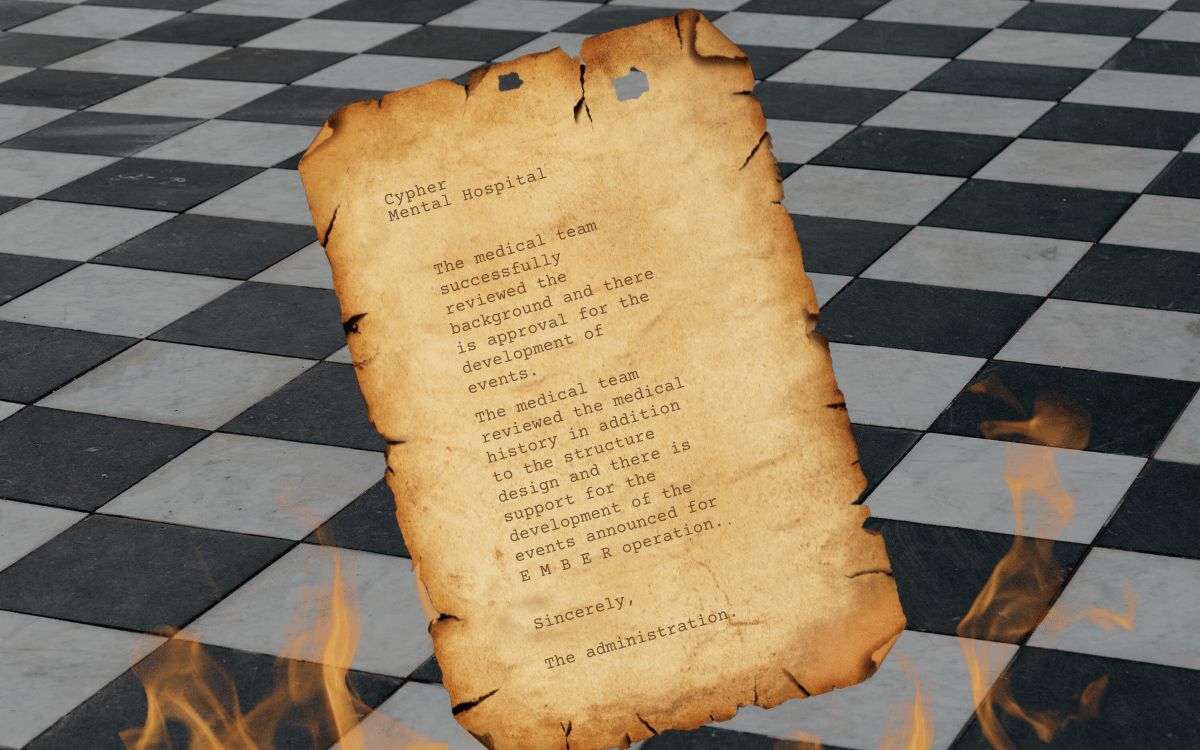 Cypher
Mental Hospital
The medical team
successfully
reviewed the
background and there
is approval for the
development of
events.
The medical team
reviewed the medical
history in addition
to the structure
design and there is
support for the
development of the
events announced for
E M B E R operation..
Sincerely,
The administration.